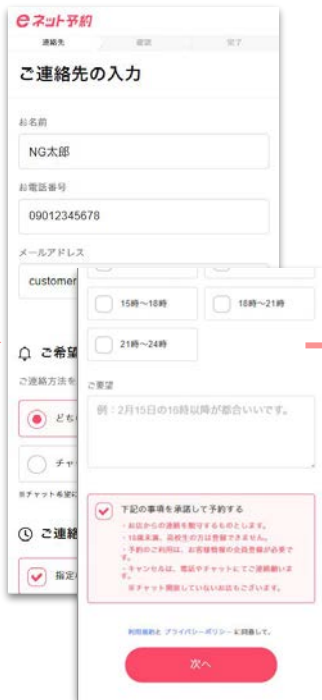 eネット予約
連絡先
確認
完了
ご連絡先の入力
お名前
NG太郎
お電話番号
09012345678
メールアドレス
customer
ご希望
ご連絡方法を
どち
チャ
※チャット希望に
ご連絡
指定
15時〜18時
18時〜21時
21時〜24時
ご要望
例：2月15日の18時以降が都合いいです。
下記の事項を承諾して予約する
・お店からの連絡を許可するものとします。
・18歳未満、高校生の方は登録できません。
・予約のご利用は、お客様情報の会員登録が必要です。
・キャンセルは、電話やチャットにてご連絡願います。
※チャット開設していないお店もございます。
利用規約と プライバシーポリシー に同意して、
次へ